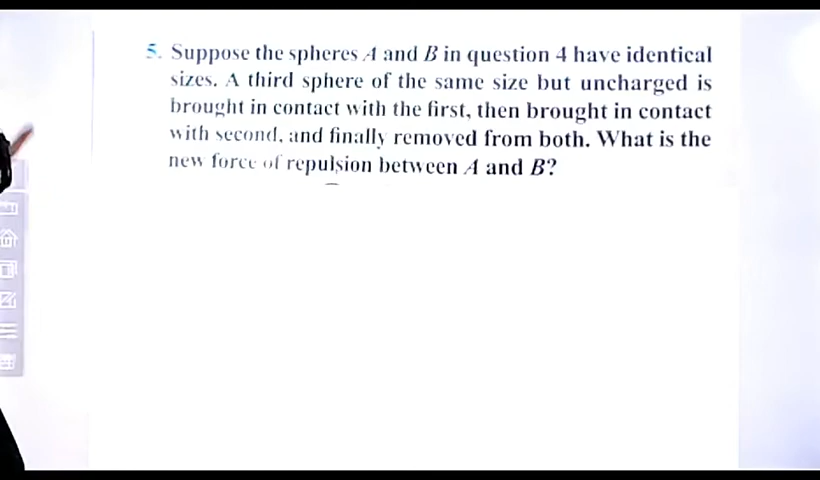 5. Suppose the spheres A and B in question 4 have identical
sizes. A third sphere of the same size but uncharged is
brought in contact with the first, then brought in contact
with second, and finally removed from both. What is the
new force of repulsion between A and B?